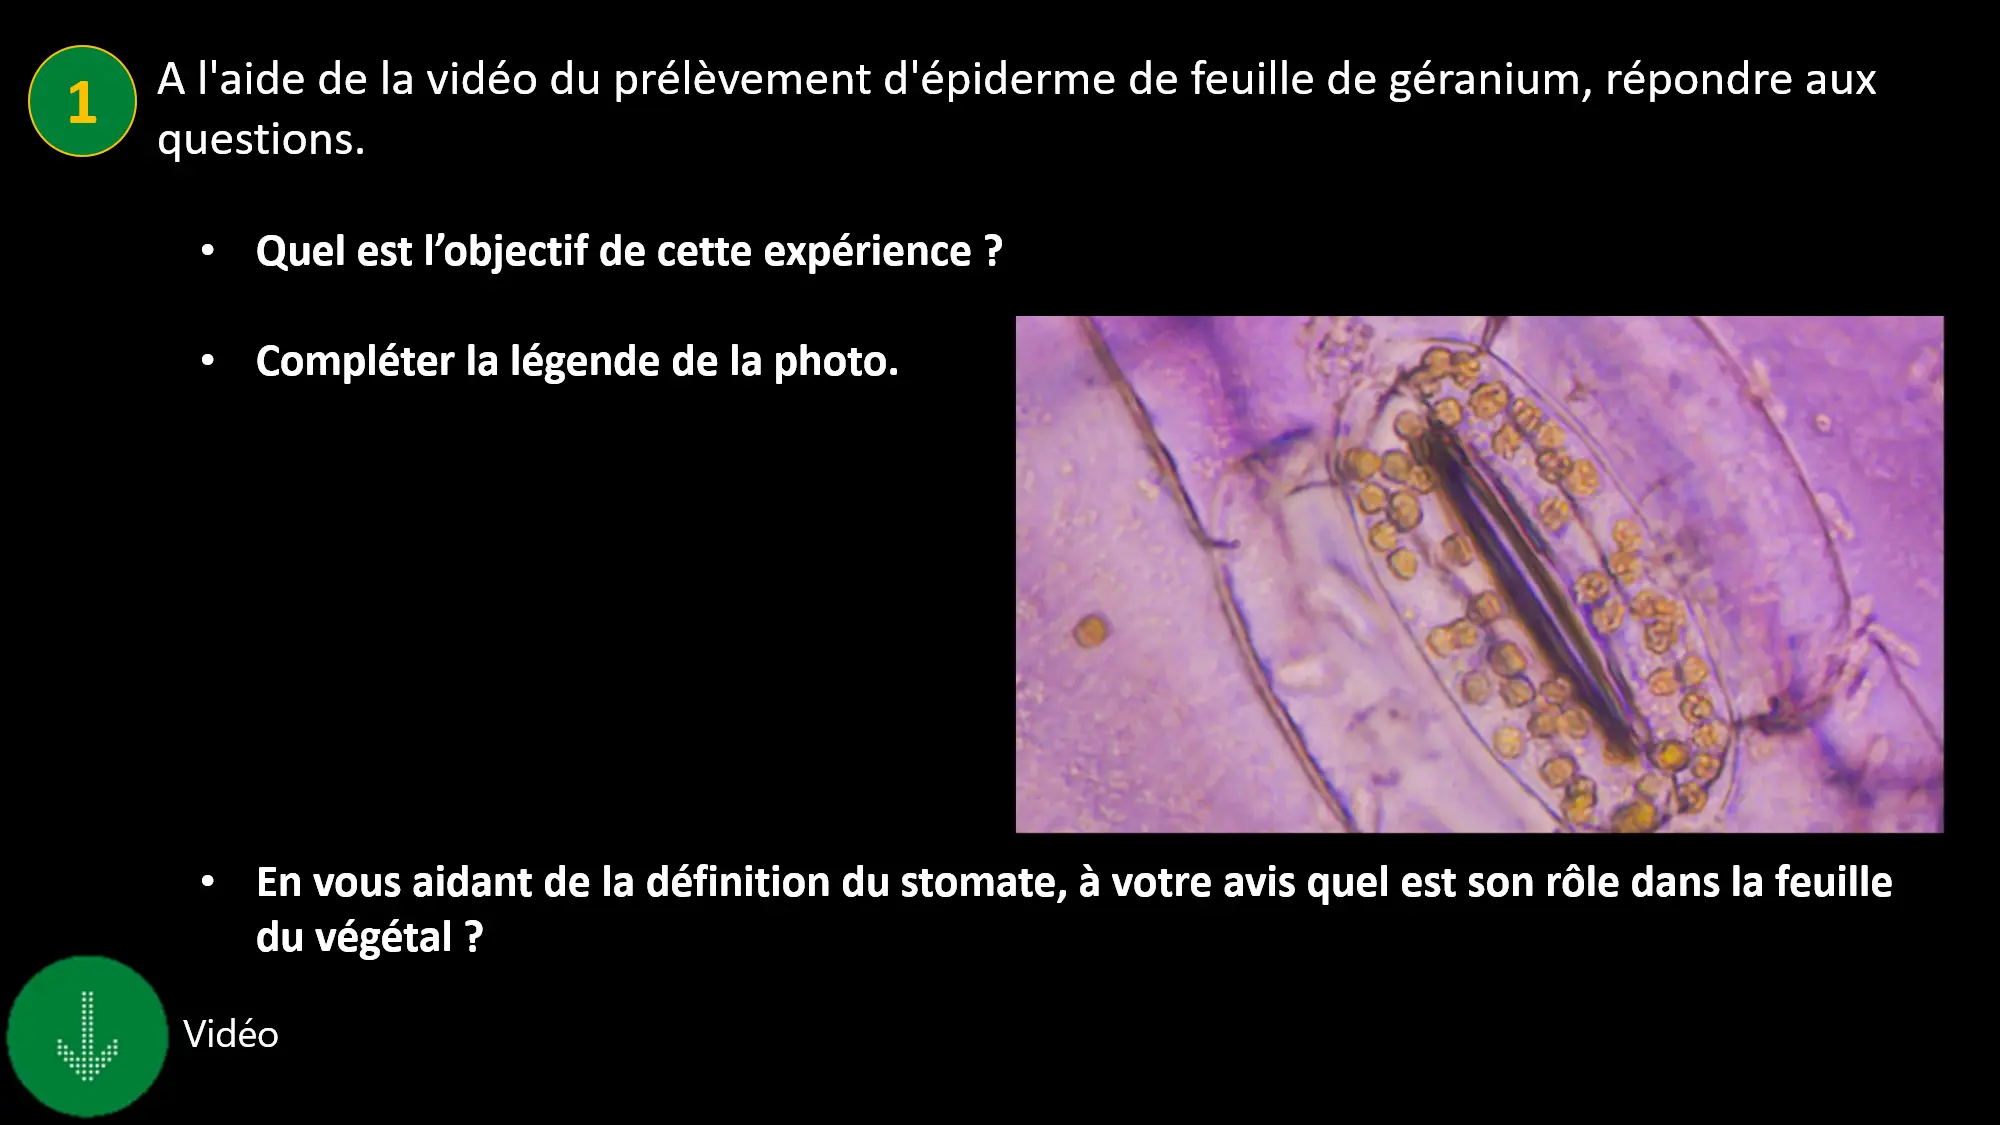 1
A l'aide de la vidéo du prélèvement d'épiderme de feuille de géranium, répondre aux
questions.
• Quel est l’objectif de cette expérience ?
• Compléter la légende de la photo.
• En vous aidant de la définition du stomate, à votre avis quel est son rôle dans la feuille
du végétal ?
Vidéo